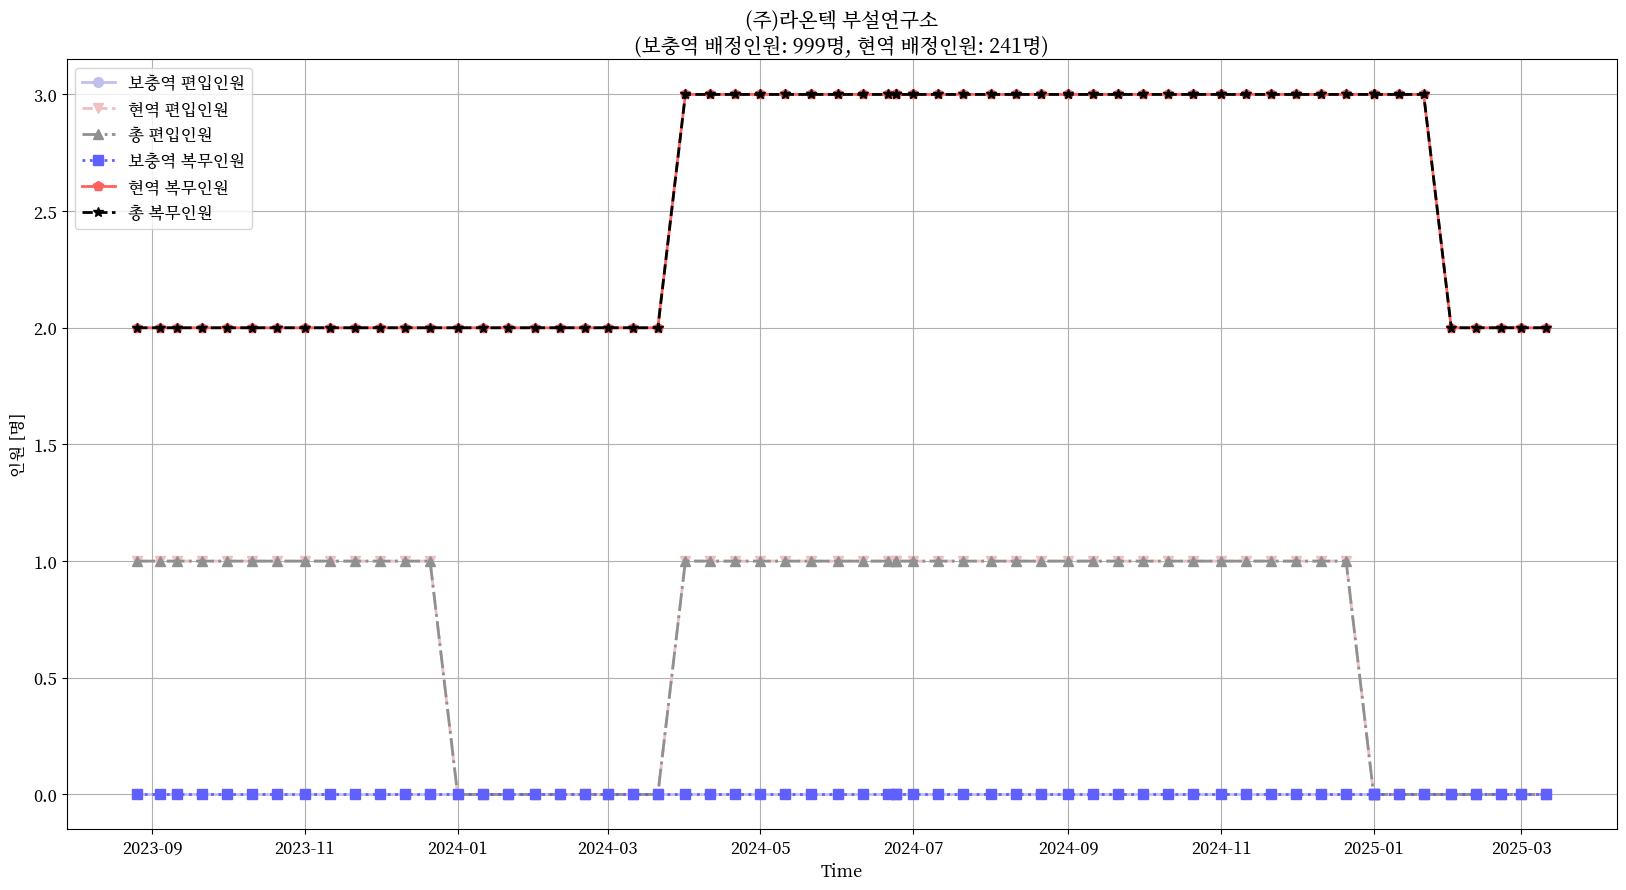 (주)라온텍 부설연구소
(보충역 배정인원: 999명, 현역 배정인원: 241명)
보충역 편입인원
현역 편입인원
총 편입인원
보충역 복무인원
현역 복무인원
총 복무인원
인원 [명]
3.0
2.5
2.0
1.5
1.0
0.5
0.0
2023-09
2023-11
2024-01
2024-03
2024-05
2024-07
2024-09
2024-11
2025-01
2025-03
Time